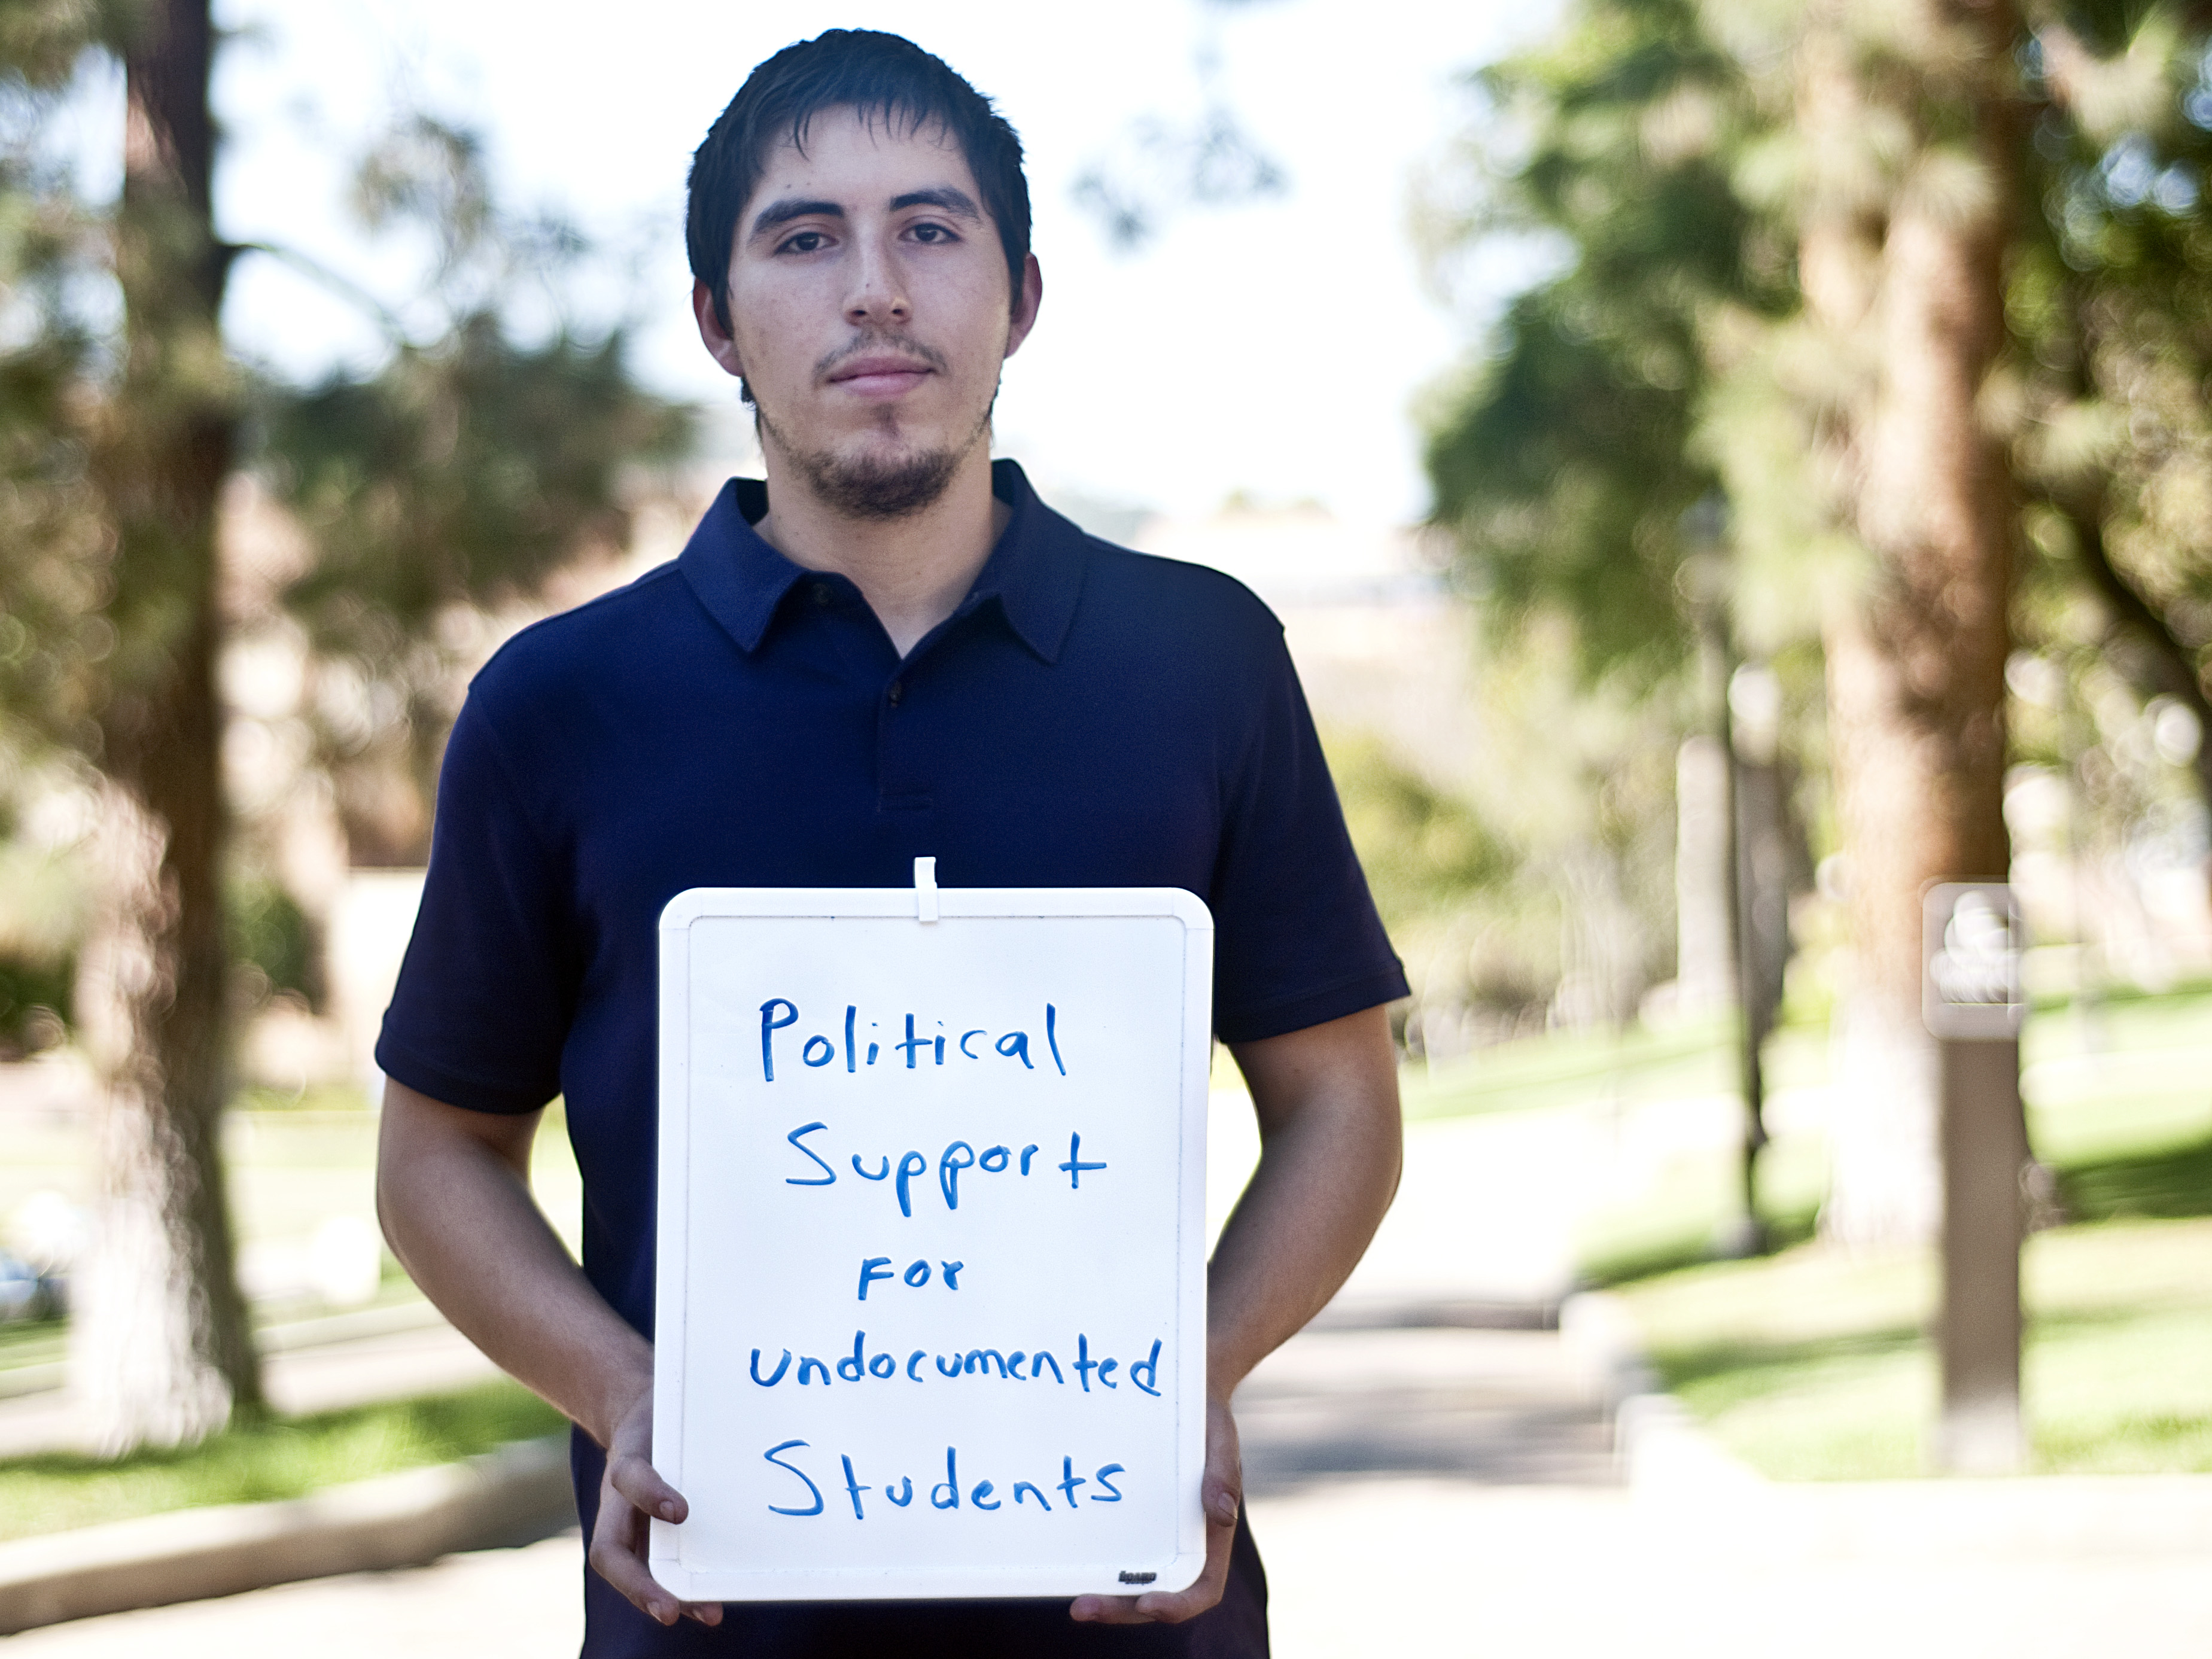 Political
Support
For
undocumented
Students